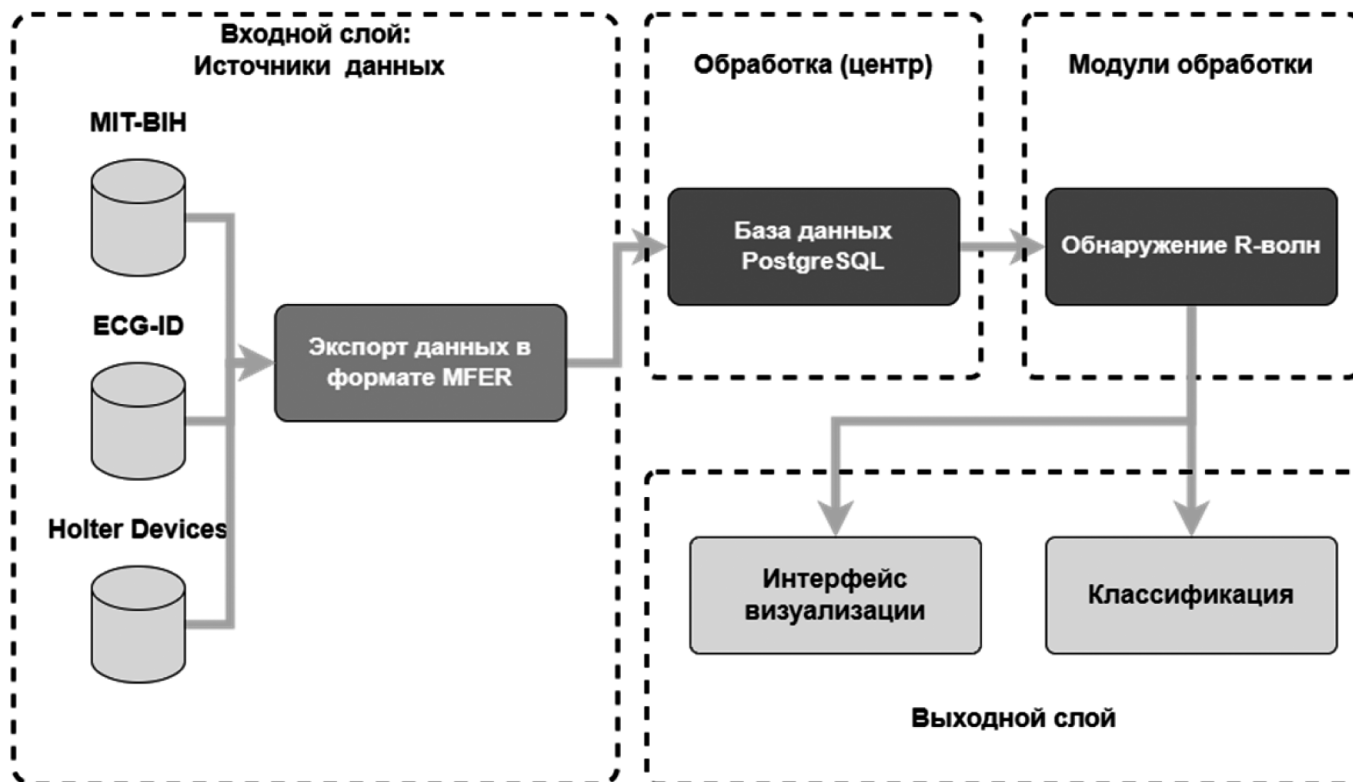 Входной слой:
Источники данных
MIT-BIH
ECG-ID
Holter Devices
Экспорт данных в
формате MFER
Обработка (центр)
База данных
PostgreSQL
Модули обработки
Обнаружение R-волн
Интерфейс
визуализации
Классификация
Выходной слой